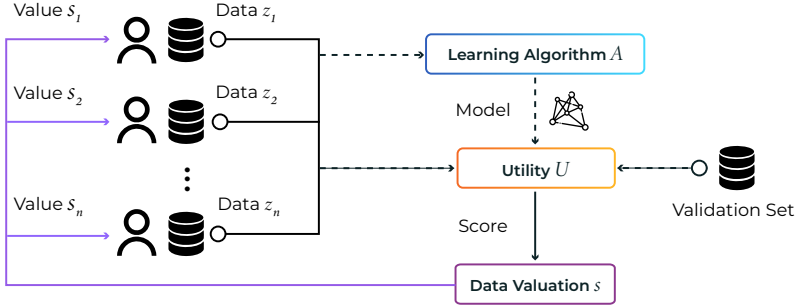 Value s₁
Data z₁
Learning Algorithm A
Value s₂
Data z₂
Model
Utility U
Value sₙ
Data zₙ
Validation Set
Score
Data Valuation s